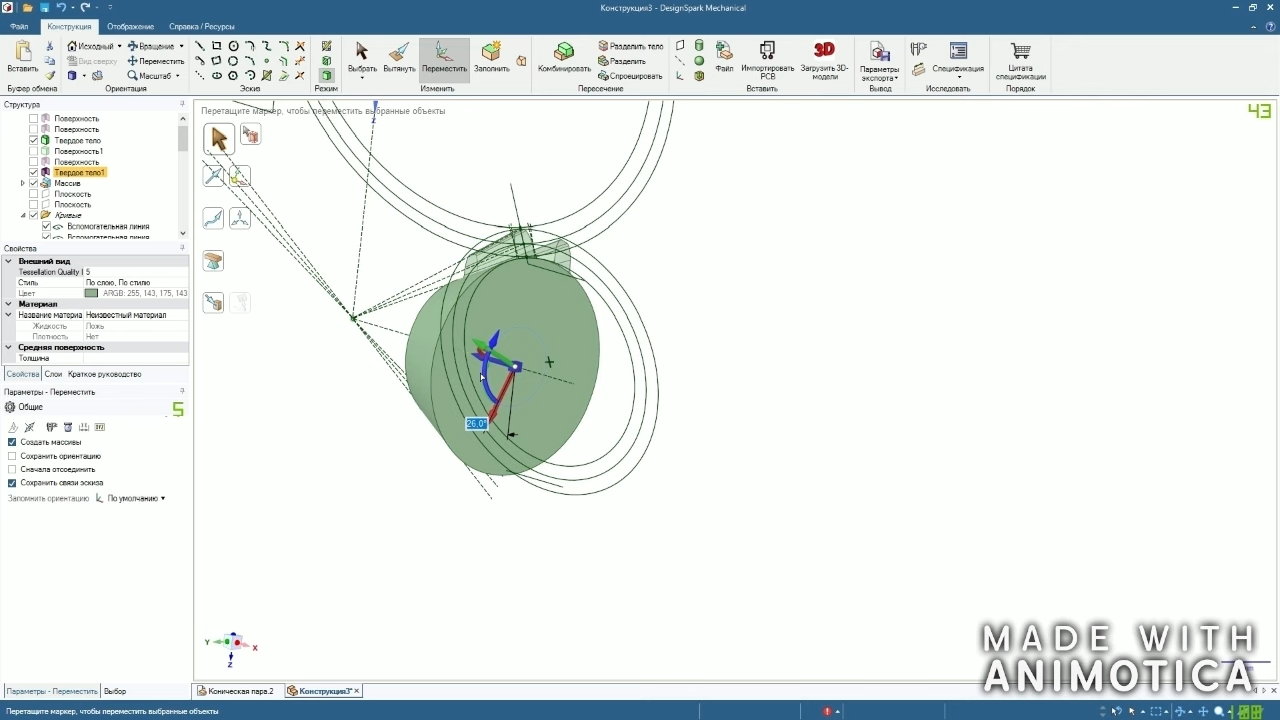 Конструкция3 - DesignSpark Mechanical
Файл Конструкция Отображение Справка / Ресурсы
Вставить
Буфер обмена
Исходный Вращение
Вид сверху Переместить
Масштаб
Ориентация
Эскиз
Режим
Выбрать Вытянуть Переместить Заполнить
Изменить
Комбинировать
Разделить тело
Разделить
Спроецировать
Пересечение
Файл Импортировать PCB Загрузить 3D-модели
3D
Вставить
Параметры экспорта
Вывод
Спецификация
Исследовать
Цитата спецификации
Порядок
Структура
Поверхность
Поверхность
Твердое тело
Поверхность1
Поверхность
Твердое тело1
Массив
Плоскость
Плоскость
Кривые
Вспомогательная линия
Вспомогательная линия
Свойства
Внешний вид
Tessellation Quality l 5
Стиль По слою, По стилю
Цвет ARGB: 255, 143, 175, 143
Материал
Название материа Неизвестный материал
Жидкость Ложь
Плотность Нет
Средняя поверхность
Толщина
Свойства Слои Краткое руководство
Параметры - Переместить
Общие
5
Создать массивы
Сохранить ориентацию
Сначала отсоединить
Сохранить связи эскиза
Запомнить ориентацию По умолчанию
Параметры - Переместить Выбор
Перетащите маркер, чтобы переместить выбранные объекты
43
Z
26,0°
Y X
Z
MADE WITH
ANIMOTICA
Коническая пара.2 Конструкция3*
Перетащите маркер, чтобы переместить выбранные объекты